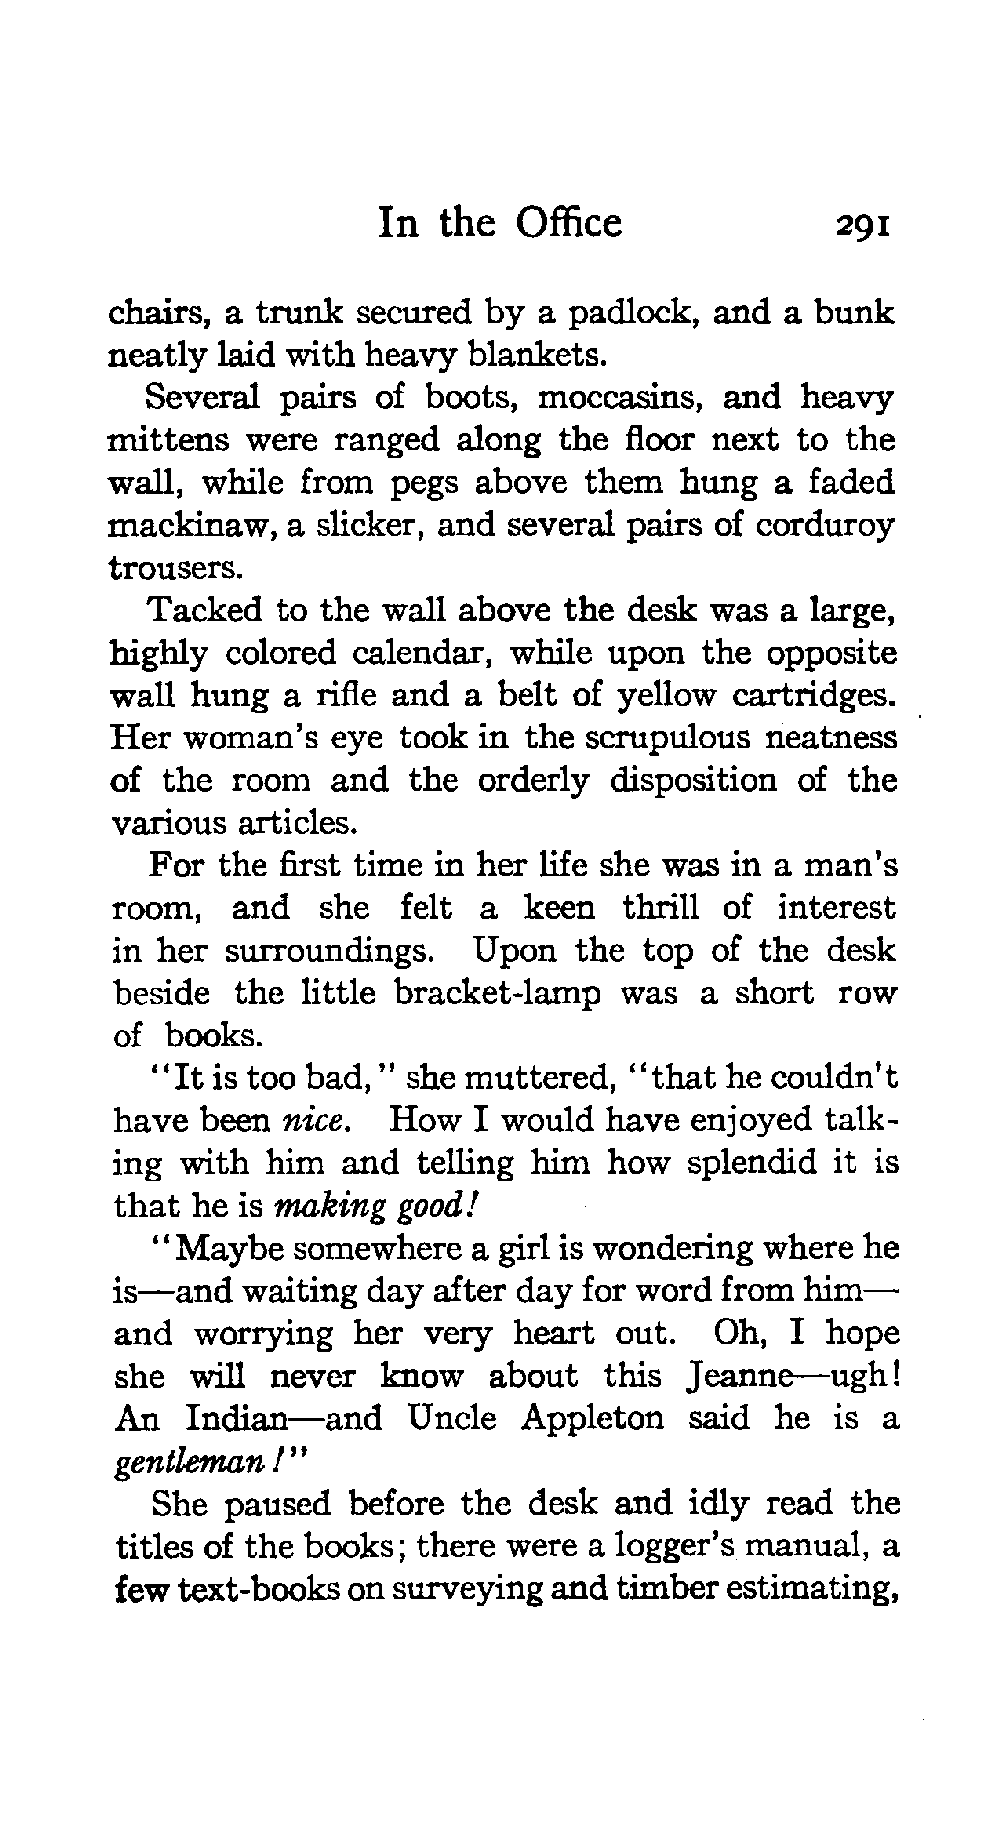 In the Office 291
chairs, a trunk secured by a padlock, and a bunk
neatly laid with heavy blankets.
Several pairs of boots, moccasins, and heavy
mittens were ranged along the floor next to the
wall, while from pegs above them hung a faded
mackinaw, a slicker, and several pairs of corduroy
trousers.
Tacked to the wall above the desk was a large,
highly colored calendar, while upon the opposite
wall hung a rifle and a belt of yellow cartridges.
Her woman's eye took in the scrupulous neatness
of the room and the orderly disposition of the
various articles.
For the first time in her life she was in a man's
room, and she felt a keen thrill of interest
in her surroundings. Upon the top of the desk
beside the little bracket-lamp was a short row
of books.
"It is too bad," she muttered, "that he couldn't
have been nice. How I would have enjoyed talk-
ing with him and telling him how splendid it is
that he is making good!
"Maybe somewhere a girl is wondering where he
is—and waiting day after day for word from him—
and worrying her very heart out. Oh, I hope
she will never know about this Jeanne—ugh!
An Indian—and Uncle Appleton said he is a
gentleman!"
She paused before the desk and idly read the
titles of the books; there were a logger's manual, a
few text-books on surveying and timber estimating,